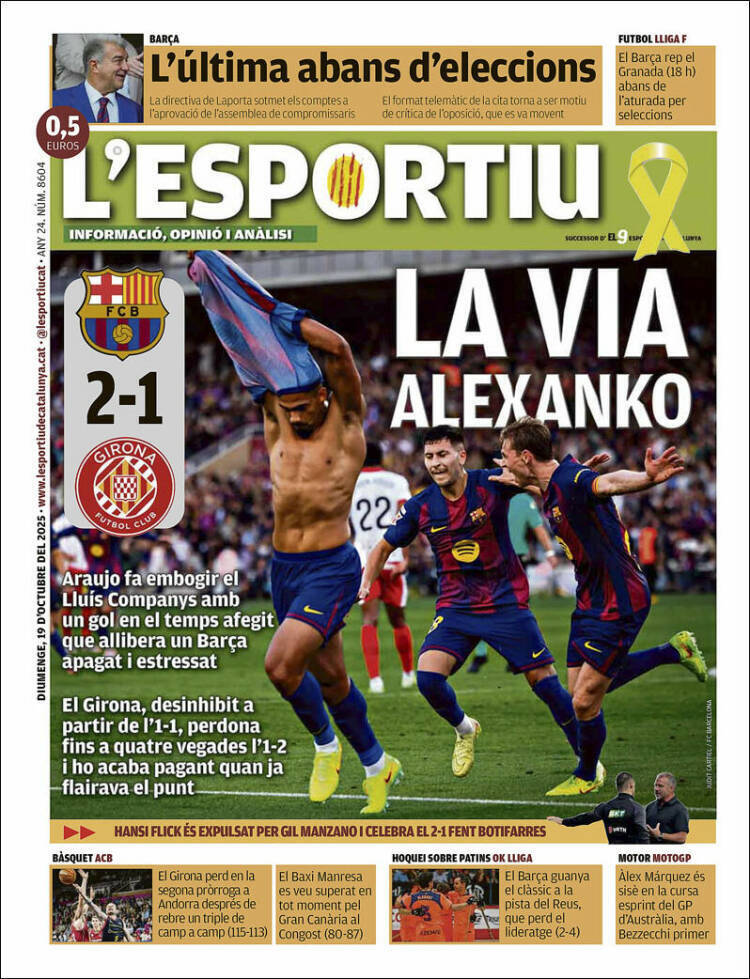 BARÇA
L'última abans d'eleccions
La directiva de Laporta sotmet els comptes a
l'aprovació de l'assemblea de compromissaris
El format telemàtic de la cita torna a ser motiu
de crítica de l'oposició, que es va movent
FUTBOL LLIGA F
El Barça rep el
Granada (18 h)
abans de
l'aturada per
seleccions
0,5
EUROS
L'ESPORTIU
INFORMACIÓ, OPINIÓ I ANÀLISI
SUCCESSOR D' EL 9
DIUMENGE, 19 D'OCTUBRE DEL 2025 • www.lesportiudecatalunya.cat • @lesportiucat • ANY 24. NÚM. 8604
FCB
2-1
GIRONA
FUTBOL CLUB
LA VIA
ALEXANKO
22
Araujo fa embogir el
Lluís Companys amb
un gol en el temps afegit
que allibera un Barça
apagat i estressat
El Girona, desinhibit a
partir de l'1-1, perdona
fins a quatre vegades l'1-2
i ho acaba pagant quan ja
flairava el punt
JUDIT CARTIEL / FC BARCELONA
HANSI FLICK ÉS EXPULSAT PER GIL MANZANO I CELEBRA EL 2-1 FENT BOTIFARRES
BÀSQUET ACB
El Girona perd en la
segona pròrroga a
Andorra després de
rebre un triple de
camp a camp (115-113)
El Baxi Manresa
es veu superat en
tot moment pel
Gran Canària al
Congost (80-87)
HOQUEI SOBRE PATINS OK LLIGA
El Barça guanya
el clàssic a la
pista del Reus,
que perd el
lideratge (2-4)
MOTOR MOTOGP
Àlex Márquez és
sisè en la cursa
esprint del GP
d'Austràlia, amb
Bezzecchi primer